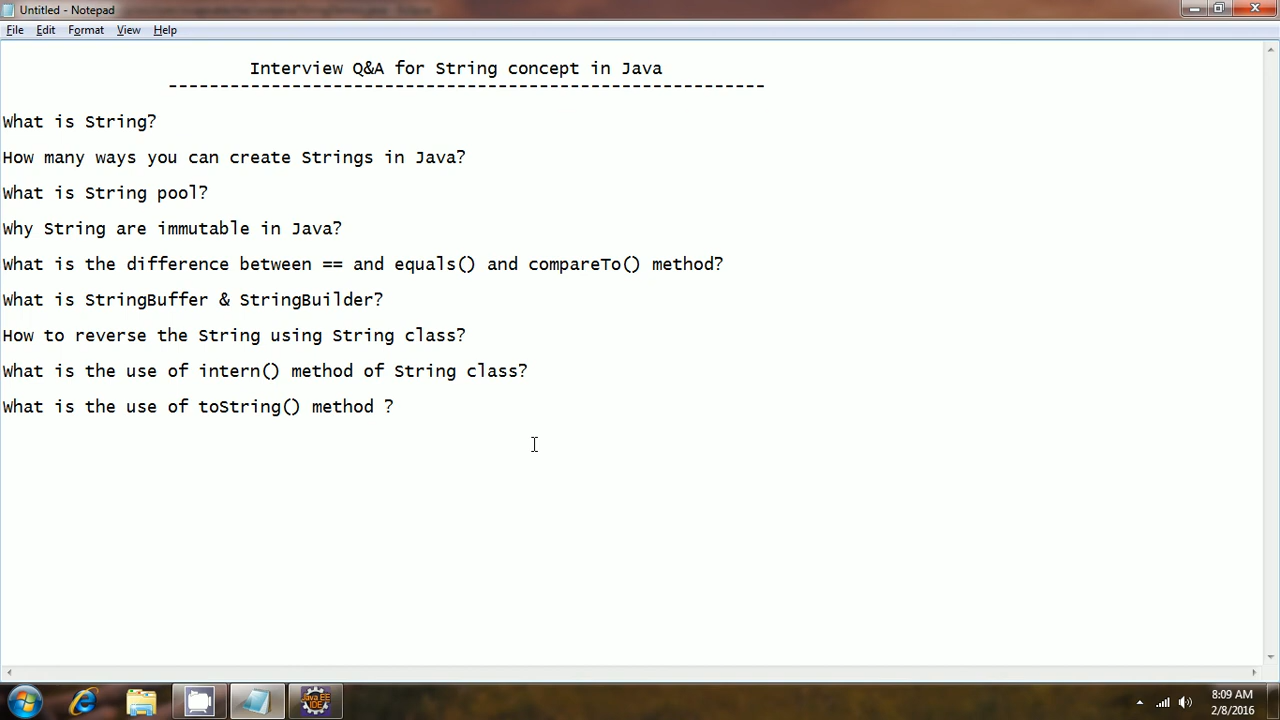 Untitled - Notepad
File Edit Format View Help
Interview Q&A for String concept in Java
----------------------------------------------------------
What is String?
How many ways you can create Strings in Java?
What is String pool?
Why String are immutable in Java?
What is the difference between == and equals() and compareTo() method?
What is StringBuffer & StringBuilder?
How to reverse the String using String class?
What is the use of intern() method of String class?
What is the use of toString() method ?
Java EE
IDE
8:09 AM
2/8/2016